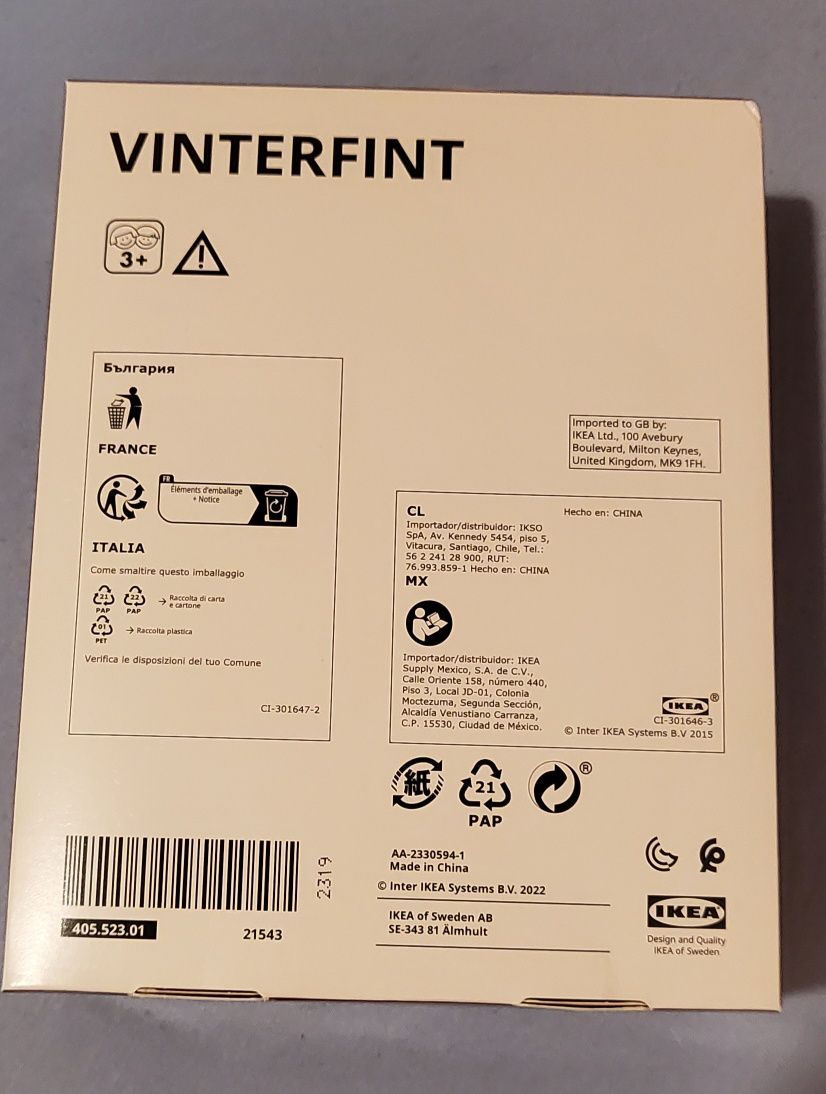 VINTERFINT
3+
България
FRANCE
FR
Éléments d'emballage
+ Notice
ITALIA
Come smaltire questo imballaggio
21
PAP
22
PAP
→ Raccolta di carta
e cartone
01
PET
→ Raccolta plastica
Verifica le disposizioni del tuo Comune
CI-301647-2
Imported to GB by:
IKEA Ltd., 100 Avebury
Boulevard, Milton Keynes,
United Kingdom, MK9 1FH.
CL
Importador/distribuidor: IKSO
SpA, Av. Kennedy 5454, piso 5,
Vitacura, Santiago, Chile, Tel.:
56 2 241 28 900, RUT:
76.993.859-1 Hecho en: CHINA
Hecho en: CHINA
MX
Importador/distribuidor: IKEA
Supply Mexico, S.A. de C.V.,
Calle Oriente 158, número 440,
Piso 3, Local JD-01, Colonia
Moctezuma, Segunda Sección,
Alcaldía Venustiano Carranza,
C.P. 15530, Ciudad de México.
IKEA®
CI-301646-3
© Inter IKEA Systems B.V 2015
紙
21
PAP
®
2319
405.523.01
21543
AA-2330594-1
Made in China
© Inter IKEA Systems B.V. 2022
IKEA of Sweden AB
SE-343 81 Älmhult
IKEA
Design and Quality
IKEA of Sweden